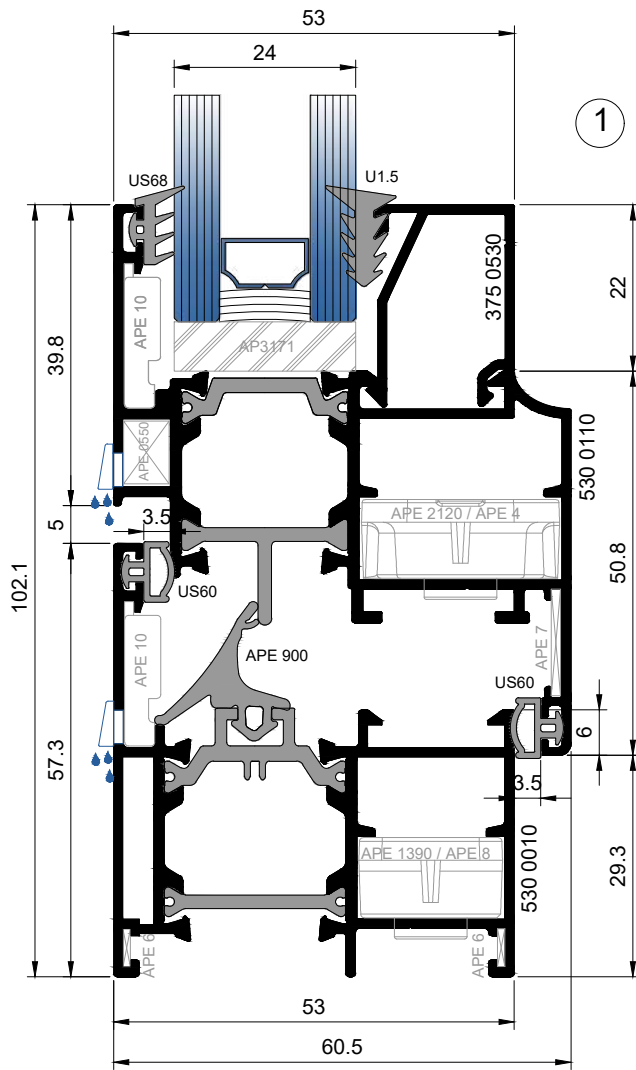 53
24
1
US68
U1.5
375 0530
22
APE 10
39.8
AP3171
APE 0550
530 0110
5
3.5
APE 2120 / APE 4
50.8
102.1
US60
APE 10
APE 900
APE 7
US60
6
57.3
3.5
APE 1390 / APE 8
530 0010
29.3
APE 6
APE 6
53
60.5